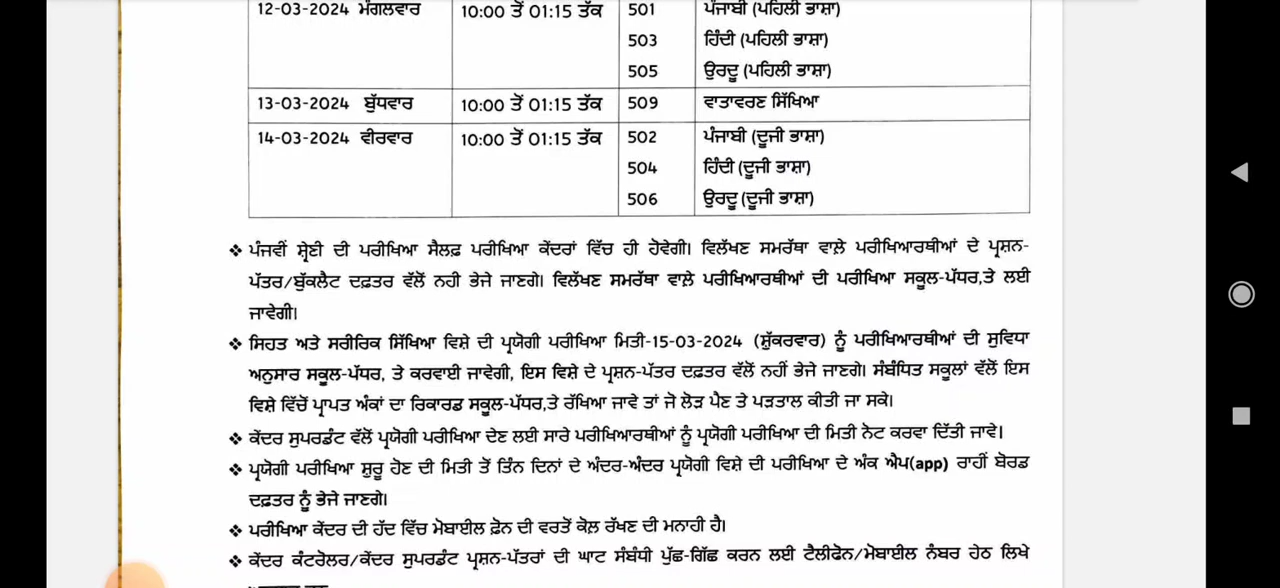 12-03-2024 ਮੰਗਲਵਾਰ 10:00 ਤੋਂ 01:15 ਤੱਕ 501 ਪੰਜਾਬੀ (ਪਹਿਲੀ ਭਾਸ਼ਾ)
503 ਹਿੰਦੀ (ਪਹਿਲੀ ਭਾਸ਼ਾ)
505 ਉਰਦੂ (ਪਹਿਲੀ ਭਾਸ਼ਾ)
13-03-2024 ਬੁੱਧਵਾਰ 10:00 ਤੋਂ 01:15 ਤੱਕ 509 ਵਾਤਾਵਰਣ ਸਿੱਖਿਆ
14-03-2024 ਵੀਰਵਾਰ 10:00 ਤੋਂ 01:15 ਤੱਕ 502 ਪੰਜਾਬੀ (ਦੂਜੀ ਭਾਸ਼ਾ)
504 ਹਿੰਦੀ (ਦੂਜੀ ਭਾਸ਼ਾ)
506 ਉਰਦੂ (ਦੂਜੀ ਭਾਸ਼ਾ)
❖ ਪੰਜਵੀਂ ਸ਼੍ਰੇਣੀ ਦੀ ਪਰੀਖਿਆ ਸੈਲਫ਼ ਪਰੀਖਿਆ ਕੇਂਦਰਾਂ ਵਿੱਚ ਹੀ ਹੋਵੇਗੀ। ਵਿਲੱਖਣ ਸਮਰੱਥਾ ਵਾਲ਼ੇ ਪਰੀਖਿਆਰਥੀਆਂ ਦੇ ਪ੍ਰਸ਼ਨ-
ਪੱਤਰ/ਬੁੱਕਲੈਟ ਦਫ਼ਤਰ ਵੱਲੋਂ ਨਹੀ ਭੇਜੇ ਜਾਣਗੇ। ਵਿਲੱਖਣ ਸਮਰੱਥਾ ਵਾਲੇ ਪਰੀਖਿਆਰਥੀਆਂ ਦੀ ਪਰੀਖਿਆ ਸਕੂਲ-ਪੱਧਰ,ਤੇ ਲਈ
ਜਾਵੇਗੀ।
❖ ਸਿਹਤ ਅਤੇ ਸਰੀਰਿਕ ਸਿੱਖਿਆ ਵਿਸ਼ੇ ਦੀ ਪ੍ਰਯੋਗੀ ਪਰੀਖਿਆ ਮਿਤੀ-15-03-2024 (ਸ਼ੁੱਕਰਵਾਰ) ਨੂੰ ਪਰੀਖਿਆਰਥੀਆਂ ਦੀ ਸੁਵਿਧਾ
ਅਨੁਸਾਰ ਸਕੂਲ-ਪੱਧਰ, ਤੇ ਕਰਵਾਈ ਜਾਵੇਗੀ, ਇਸ ਵਿਸ਼ੇ ਦੇ ਪ੍ਰਸ਼ਨ-ਪੱਤਰ ਦਫ਼ਤਰ ਵੱਲੋਂ ਨਹੀਂ ਭੇਜੇ ਜਾਣਗੇ। ਸੰਬੰਧਿਤ ਸਕੂਲਾਂ ਵੱਲੋਂ ਇਸ
ਵਿਸ਼ੇ ਵਿੱਚੋਂ ਪ੍ਰਾਪਤ ਅੰਕਾਂ ਦਾ ਰਿਕਾਰਡ ਸਕੂਲ-ਪੱਧਰ,ਤੇ ਰੱਖਿਆ ਜਾਵੇ ਤਾਂ ਜੋ ਲੋੜ ਪੈਣ ਤੇ ਪੜਤਾਲ ਕੀਤੀ ਜਾ ਸਕੇ।
❖ ਕੇਂਦਰ ਸੁਪਰਡੰਟ ਵੱਲੋਂ ਪ੍ਰਯੋਗੀ ਪਰੀਖਿਆ ਦੇਣ ਲਈ ਸਾਰੇ ਪਰੀਖਿਆਰਥੀਆਂ ਨੂੰ ਪ੍ਰਯੋਗੀ ਪਰੀਖਿਆ ਦੀ ਮਿਤੀ ਨੋਟ ਕਰਵਾ ਦਿੱਤੀ ਜਾਵੇ।
❖ ਪ੍ਰਯੋਗੀ ਪਰੀਖਿਆ ਸ਼ੁਰੂ ਹੋਣ ਦੀ ਮਿਤੀ ਤੋਂ ਤਿੰਨ ਦਿਨਾਂ ਦੇ ਅੰਦਰ-ਅੰਦਰ ਪ੍ਰਯੋਗੀ ਵਿਸ਼ੇ ਦੀ ਪਰੀਖਿਆ ਦੇ ਅੰਕ ਐਪ(app) ਰਾਹੀਂ ਬੋਰਡ
ਦਫ਼ਤਰ ਨੂੰ ਭੇਜੇ ਜਾਣਗੇ।
❖ ਪਰੀਖਿਆ ਕੇਂਦਰ ਦੀ ਹੱਦ ਵਿੱਚ ਮੋਬਾਈਲ ਫ਼ੋਨ ਦੀ ਵਰਤੋਂ ਕੋਲ਼ ਰੱਖਣ ਦੀ ਮਨਾਹੀ ਹੈ।
❖ ਕੇਂਦਰ ਕੰਟਰੋਲਰ/ਕੇਂਦਰ ਸੁਪਰਡੰਟ ਪ੍ਰਸ਼ਨ-ਪੱਤਰਾਂ ਦੀ ਘਾਟ ਸੰਬੰਧੀ ਪੁੱਛ-ਗਿੱਛ ਕਰਨ ਲਈ ਟੈਲੀਫੋਨ/ਮੋਬਾਈਲ ਨੰਬਰ ਹੇਠ ਲਿਖੇ